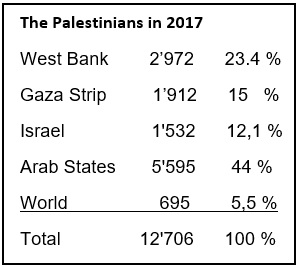 The Palestinians in 2017
West Bank 2’972 23.4 %
Gaza Strip 1’912 15 %
Israel 1'532 12,1 %
Arab States 5'595 44 %
World 695 5,5 %
Total 12'706 100 %